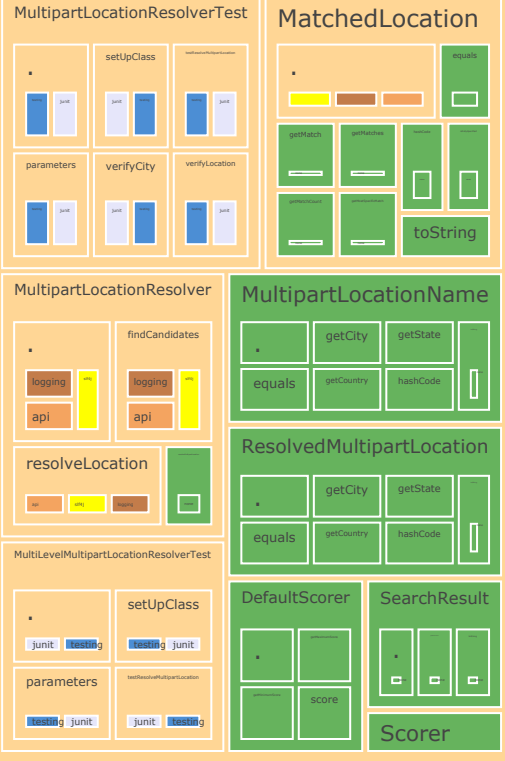 MultipartLocationResolverTest
.
setUpClass
testResolveMultipartLocation
testing junit
junit testing
testing junit
parameters
verifyCity
verifyLocation
testing junit
junit testing
testing junit
MatchedLocation
.
equals
getMatch
getMatches
getMatchCount
toString
MultipartLocationResolver
.
findCandidates
logging
api
logging
api
resolveLocation
api
logging
MultipartLocationName
.
getCity
getState
equals
getCountry
hashCode
ResolvedMultipartLocation
.
getCity
getState
equals
getCountry
hashCode
MultiLevelMultipartLocationResolverTest
.
setUpClass
junit testing
testing junit
parameters
testResolveMultipartLocation
testing junit
junit testing
DefaultScorer
.
score
SearchResult
.
Scorer